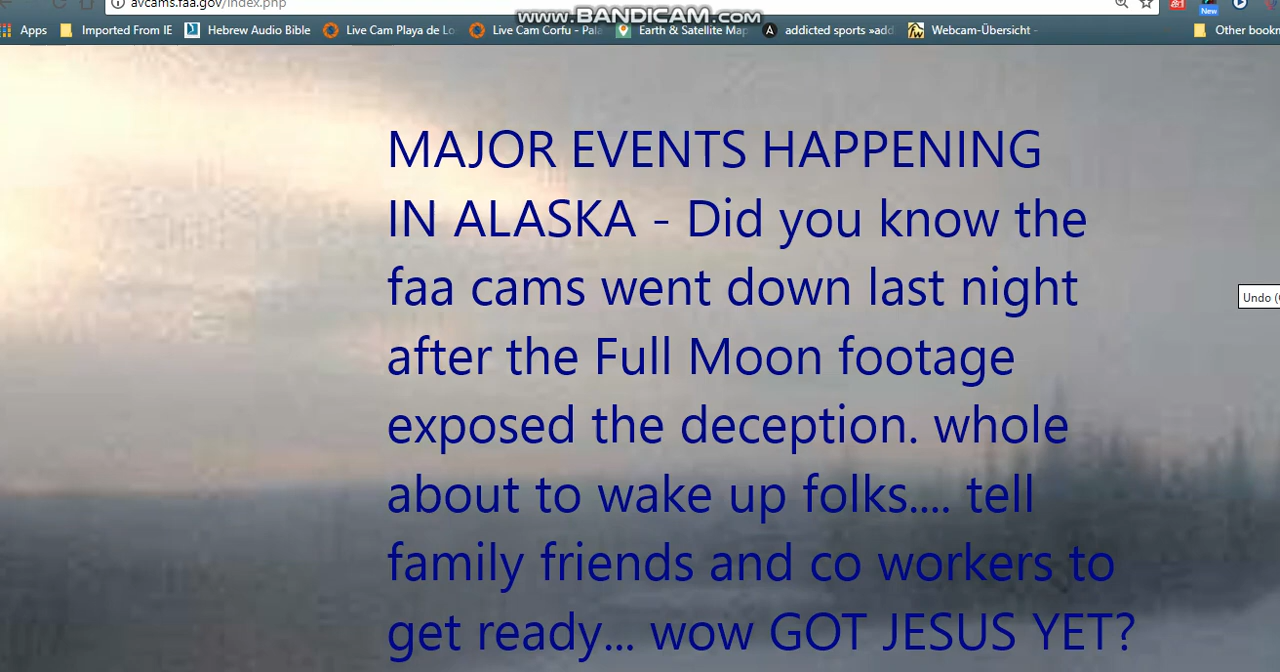 avcams.faa.gov/index.php
www.BANDICAM.com
New
Apps Imported From IE Hebrew Audio Bible Live Cam Playa de Lo Live Cam Corfu - Pala Earth & Satellite Map addicted sports »add Webcam-Übersicht - Other bookm
MAJOR EVENTS HAPPENING
IN ALASKA - Did you know the
faa cams went down last night
Undo (
after the Full Moon footage
exposed the deception. whole
about to wake up folks.... tell
family friends and co workers to
get ready... wow GOT JESUS YET?